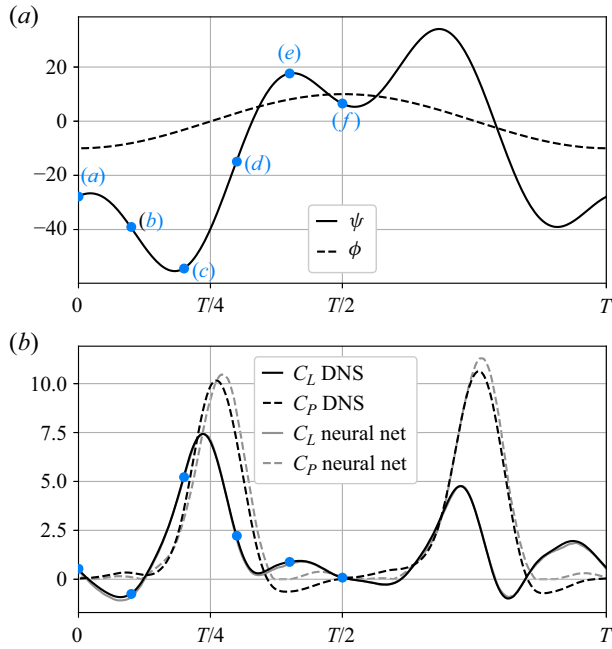 (a)
20
0
−20
−40
(a)
(b)
(c)
(d)
(e)
(f)
ψ
ϕ
0
T/4
T/2
T
(b)
10.0
7.5
5.0
2.5
0
C_L DNS
C_P DNS
C_L neural net
C_P neural net
0
T/4
T/2
T